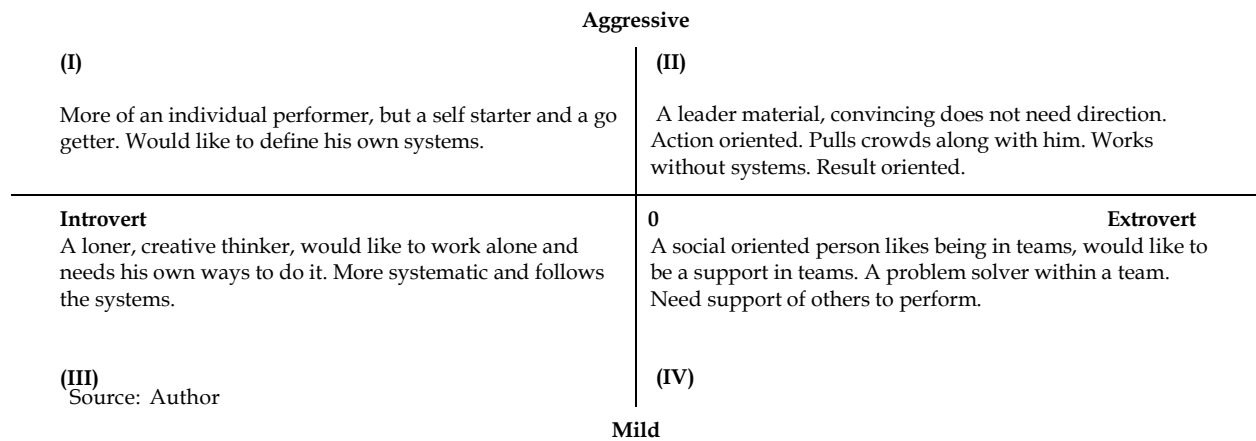 Aggressive
(I)
More of an individual performer, but a self starter and a go
getter. Would like to define his own systems.
(II)
A leader material, convincing does not need direction.
Action oriented. Pulls crowds along with him. Works
without systems. Result oriented.
Introvert
A loner, creative thinker, would like to work alone and
needs his own ways to do it. More systematic and follows
the systems.
(III)
Source: Author
0 Extrovert
A social oriented person likes being in teams, would like to
be a support in teams. A problem solver within a team.
Need support of others to perform.
(IV)
Mild